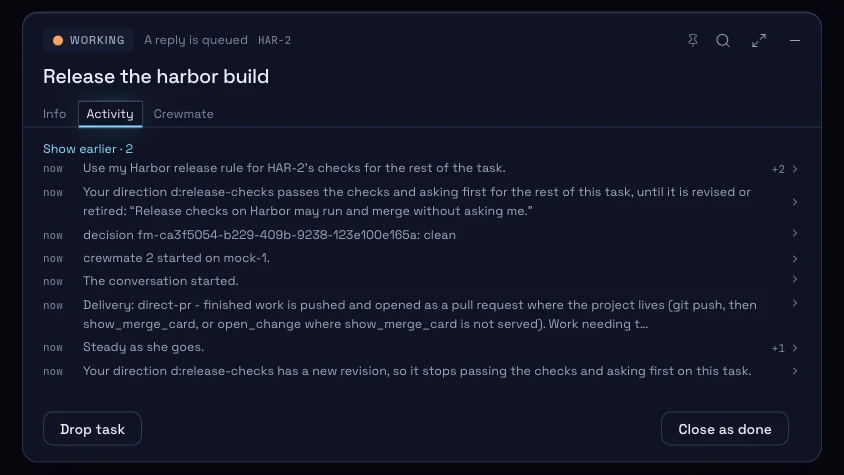 WORKING A reply is queued HAR-2
Release the harbor build
Info Activity Crewmate
Show earlier · 2
now Use my Harbor release rule for HAR-2's checks for the rest of the task. +2
now Your direction d:release-checks passes the checks and asking first for the rest of this task, until it is revised or
retired: “Release checks on Harbor may run and merge without asking me.”
now decision fm-ca3f5054-b229-409b-9238-123e100e165a: clean
now crewmate 2 started on mock-1.
now The conversation started.
now Delivery: direct-pr - finished work is pushed and opened as a pull request where the project lives (git push, then
show_merge_card, or open_change where show_merge_card is not served). Work needing t…
now Steady as she goes. +1
now Your direction d:release-checks has a new revision, so it stops passing the checks and asking first on this task.
Drop task Close as done